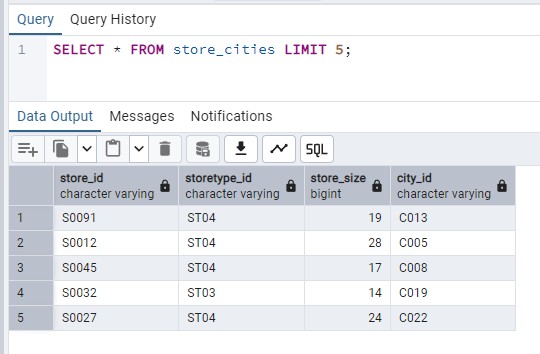 Query Query History
1 SELECT * FROM store_cities LIMIT 5;
Data Output Messages Notifications
SQL
store_id storetype_id store_size city_id
character varying character varying bigint character varying
1 S0091 ST04 19 C013
2 S0012 ST04 28 C005
3 S0045 ST04 17 C008
4 S0032 ST03 14 C019
5 S0027 ST04 24 C022